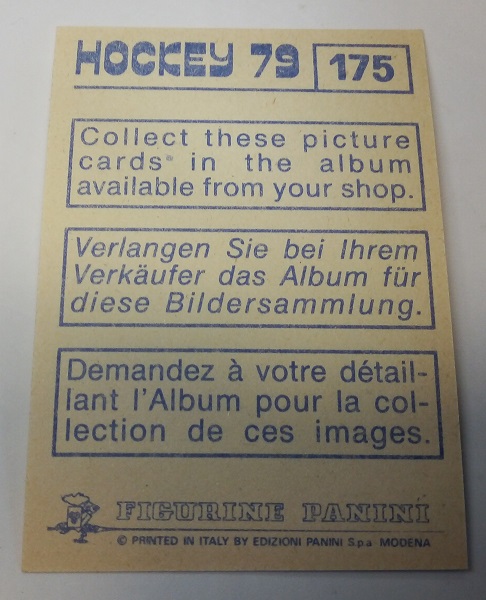 HOCKEY 79 175
Collect these picture
cards® in the album
available from your shop.
Verlangen Sie bei Ihrem
Verkäufer das Album für
diese Bildersammlung.
Demandez à votre détail-
lant l'Album pour la col-
lection de ces images.
FIGURINE PANINI
© PRINTED IN ITALY BY EDIZIONI PANINI S.p.a MODENA